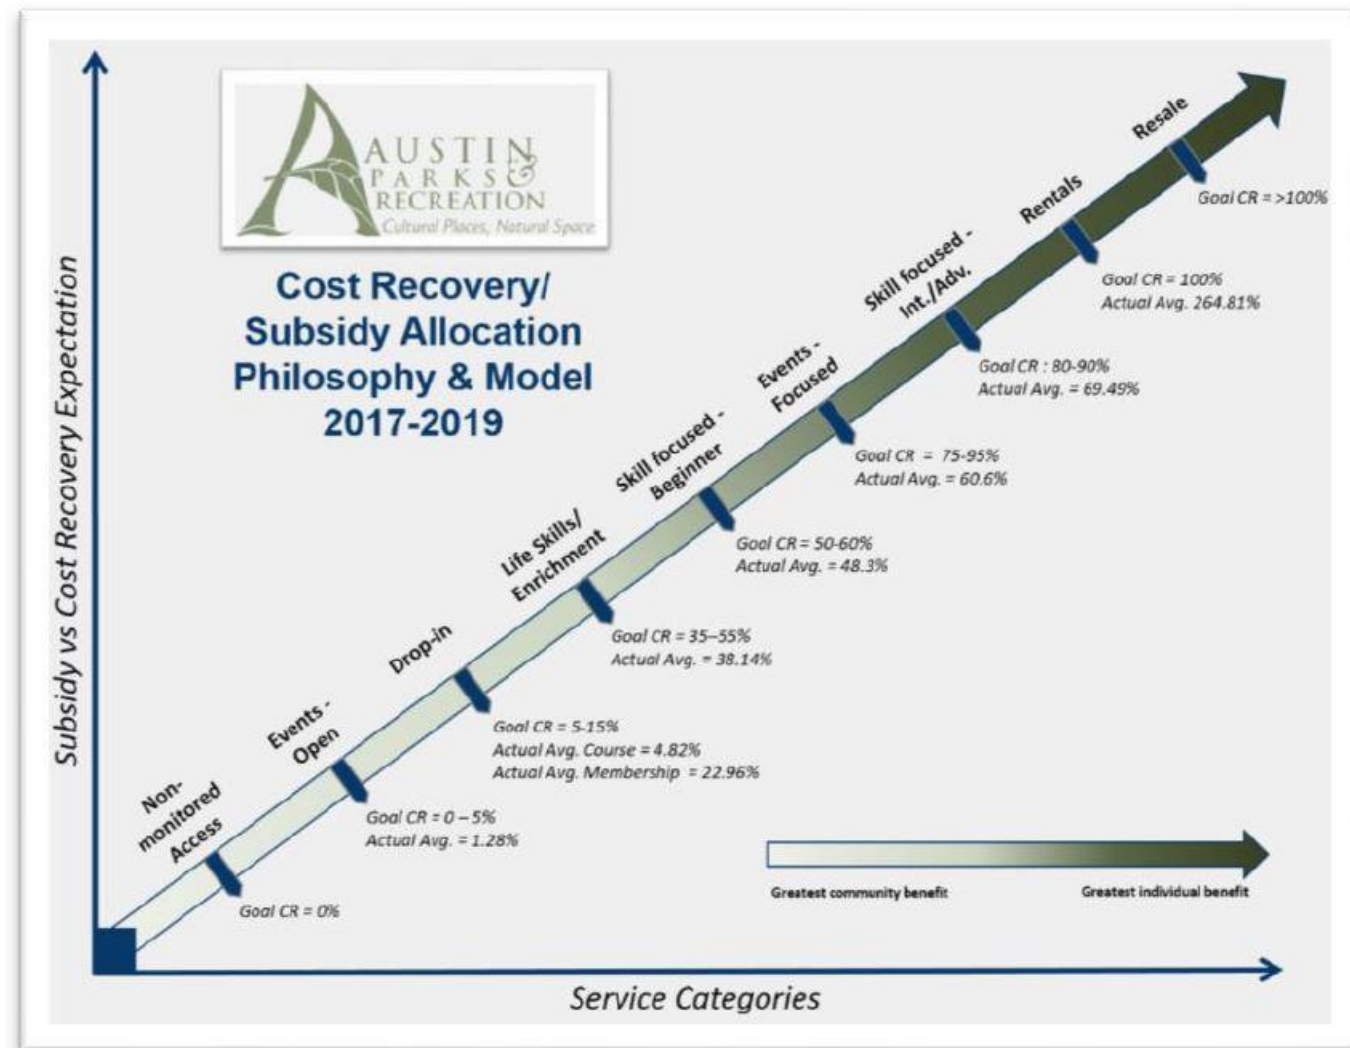 AUSTIN
PARKS &
RECREATION
Cultural Places, Natural Space
Cost Recovery/
Subsidy Allocation
Philosophy & Model
2017-2019
Subsidy vs Cost Recovery Expectation
Non-
monitored
Access
Goal CR = 0%
Events -
Open
Goal CR = 0 – 5%
Actual Avg. = 1.28%
Drop-in
Goal CR = 5-15%
Actual Avg. Course = 4.82%
Actual Avg. Membership = 22.96%
Life Skills/
Enrichment
Goal CR = 35–55%
Actual Avg. = 38.14%
Skill focused -
Beginner
Goal CR = 50-60%
Actual Avg. = 48.3%
Events -
Focused
Goal CR = 75-95%
Actual Avg. = 60.6%
Skill focused -
Int./Adv.
Goal CR : 80-90%
Actual Avg. = 69.49%
Rentals
Goal CR = 100%
Actual Avg. 264.81%
Resale
Goal CR = >100%
Greatest community benefit
Greatest individual benefit
Service Categories